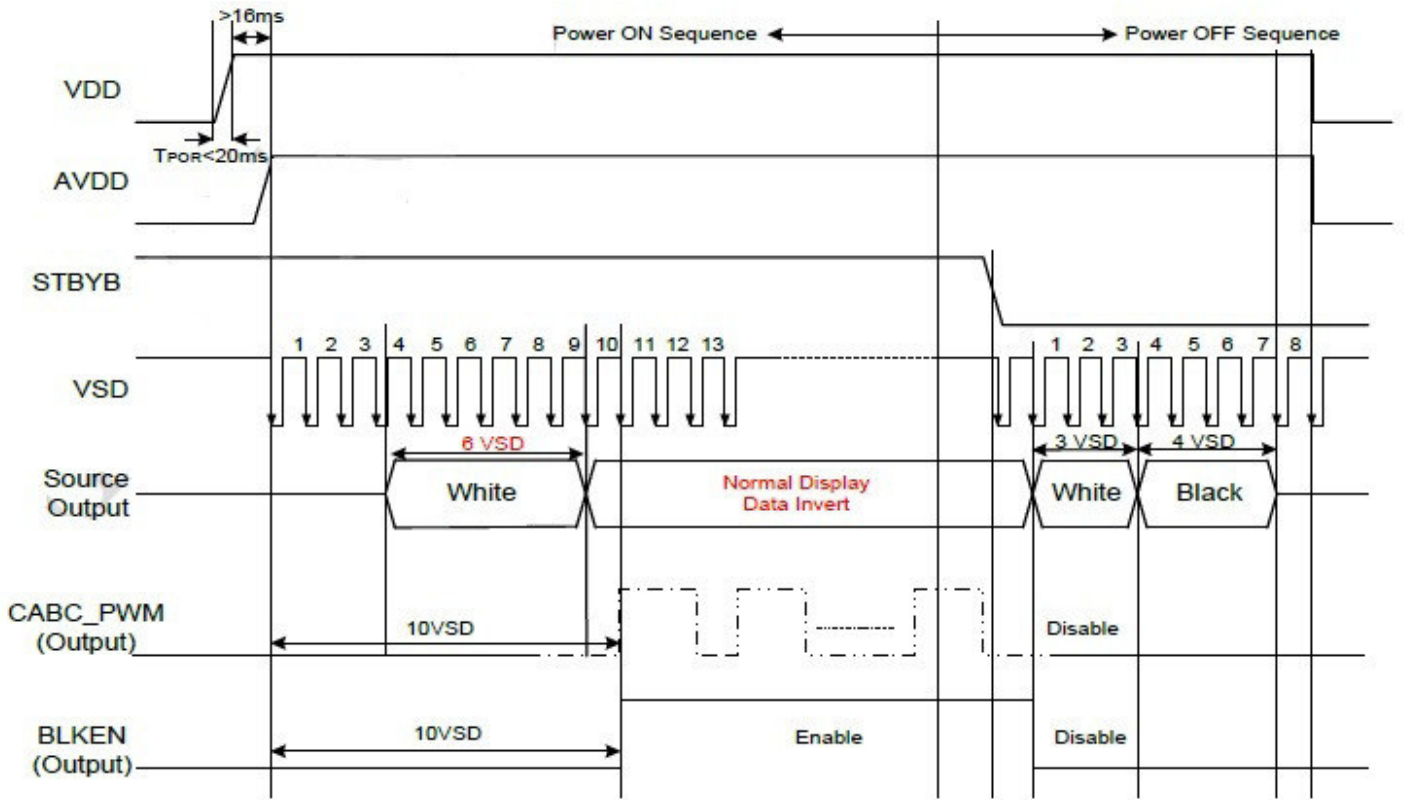 >16ms
Power ON Sequence
Power OFF Sequence
VDD
TPOR<20ms
AVDD
STBYB
1 2 3 4 5 6 7 8 9 10 11 12 13
1 2 3 4 5 6 7 8
VSD
6 VSD
3 VSD
4 VSD
Source
Output
White
Normal Display
Data Invert
White
Black
CABC_PWM
(Output)
10VSD
Disable
BLKEN
(Output)
10VSD
Enable
Disable